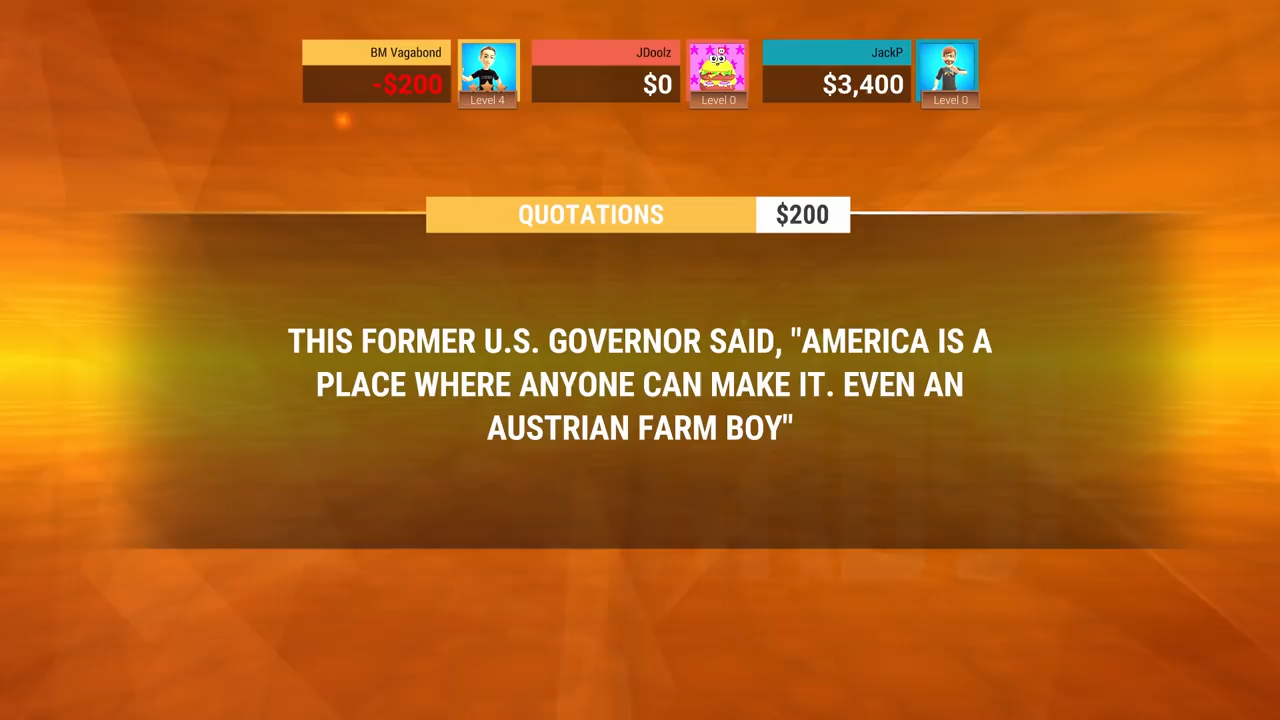 BM Vagabond
-$200
Level 4
JDoolz
$0
Level 0
JackP
$3,400
Level 0
QUOTATIONS $200
THIS FORMER U.S. GOVERNOR SAID, "AMERICA IS A
PLACE WHERE ANYONE CAN MAKE IT. EVEN AN
AUSTRIAN FARM BOY"